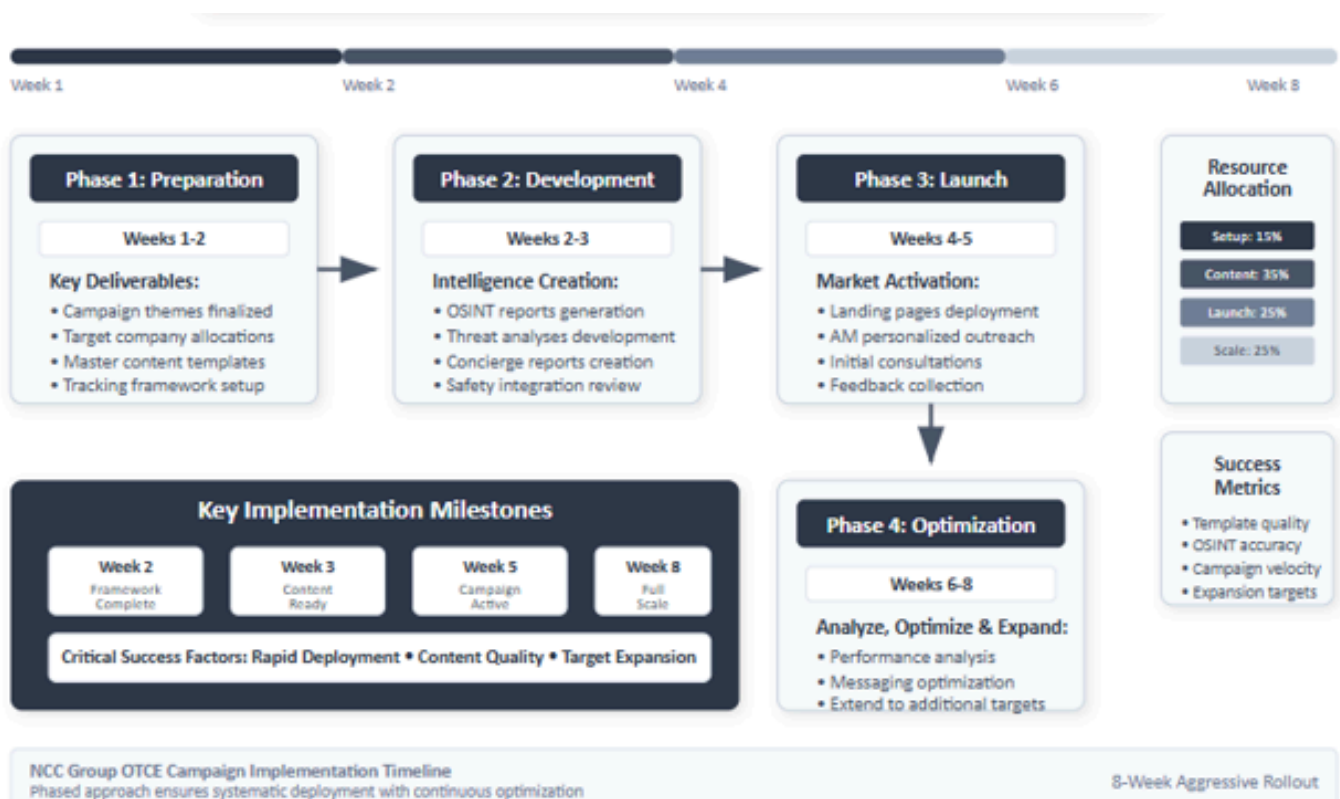 Week 1
Week 2
Week 4
Week 6
Week 8
Phase 1: Preparation
Weeks 1-2
Key Deliverables:
• Campaign themes finalized
• Target company allocations
• Master content templates
• Tracking framework setup
Phase 2: Development
Weeks 2-3
Intelligence Creation:
• OSINT reports generation
• Threat analyses development
• Concierge reports creation
• Safety integration review
Phase 3: Launch
Weeks 4-5
Market Activation:
• Landing pages deployment
• AM personalized outreach
• Initial consultations
• Feedback collection
Resource
Allocation
Setup: 15%
Content: 35%
Launch: 25%
Scale: 25%
Key Implementation Milestones
Week 2
Framework
Complete
Week 3
Content
Ready
Week 5
Campaign
Active
Week 8
Full
Scale
Critical Success Factors: Rapid Deployment • Content Quality • Target Expansion
Phase 4: Optimization
Weeks 6-8
Analyze, Optimize & Expand:
• Performance analysis
• Messaging optimization
• Extend to additional targets
Success
Metrics
• Template quality
• OSINT accuracy
• Campaign velocity
• Expansion targets
NCC Group OTCE Campaign Implementation Timeline
Phased approach ensures systematic deployment with continuous optimization
8-Week Aggressive Rollout